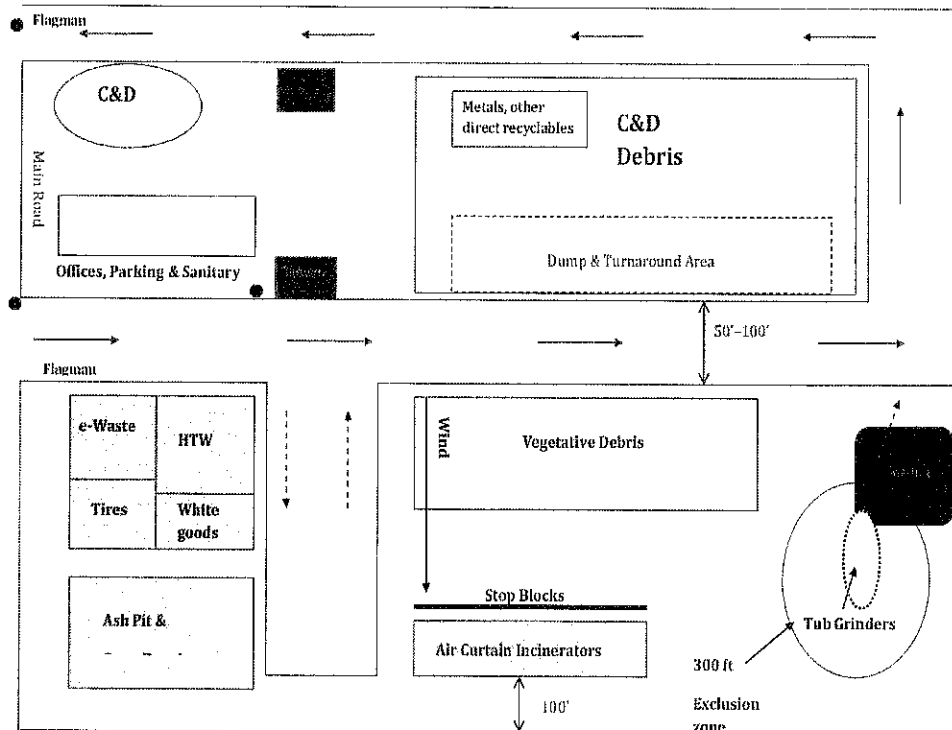 Flagman
C&D
Metals, other
direct recyclables
C&D
Debris
Main Road
Offices, Parking & Sanitary
Dump & Turnaround Area
50'-100'
Flagman
e-Waste
HTW
Wind
Vegetative Debris
Tires
White
goods
Stop Blocks
Ash Pit &
Air Curtain Incinerators
Tub Grinders
300 ft
Exclusion
zone
100'